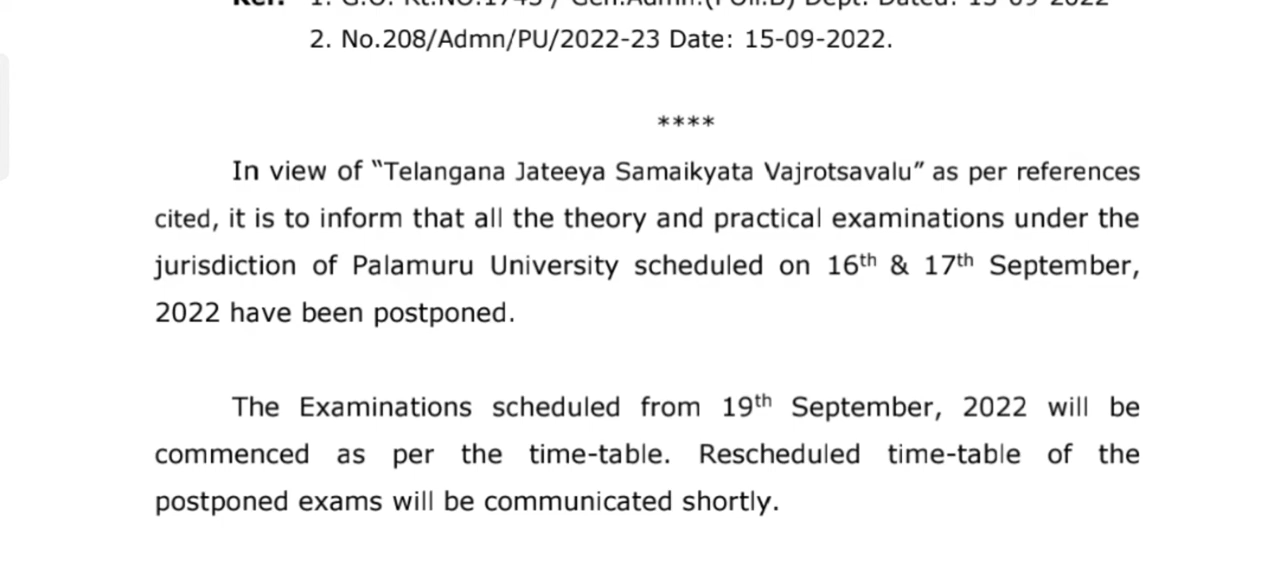 2. No.208/Admn/PU/2022-23 Date: 15-09-2022.
****
In view of “Telangana Jateeya Samaikyata Vajrotsavalu” as per references
cited, it is to inform that all the theory and practical examinations under the
jurisdiction of Palamuru University scheduled on 16th & 17th September,
2022 have been postponed.
The Examinations scheduled from 19th September, 2022 will be
commenced as per the time-table. Rescheduled time-table of the
postponed exams will be communicated shortly.